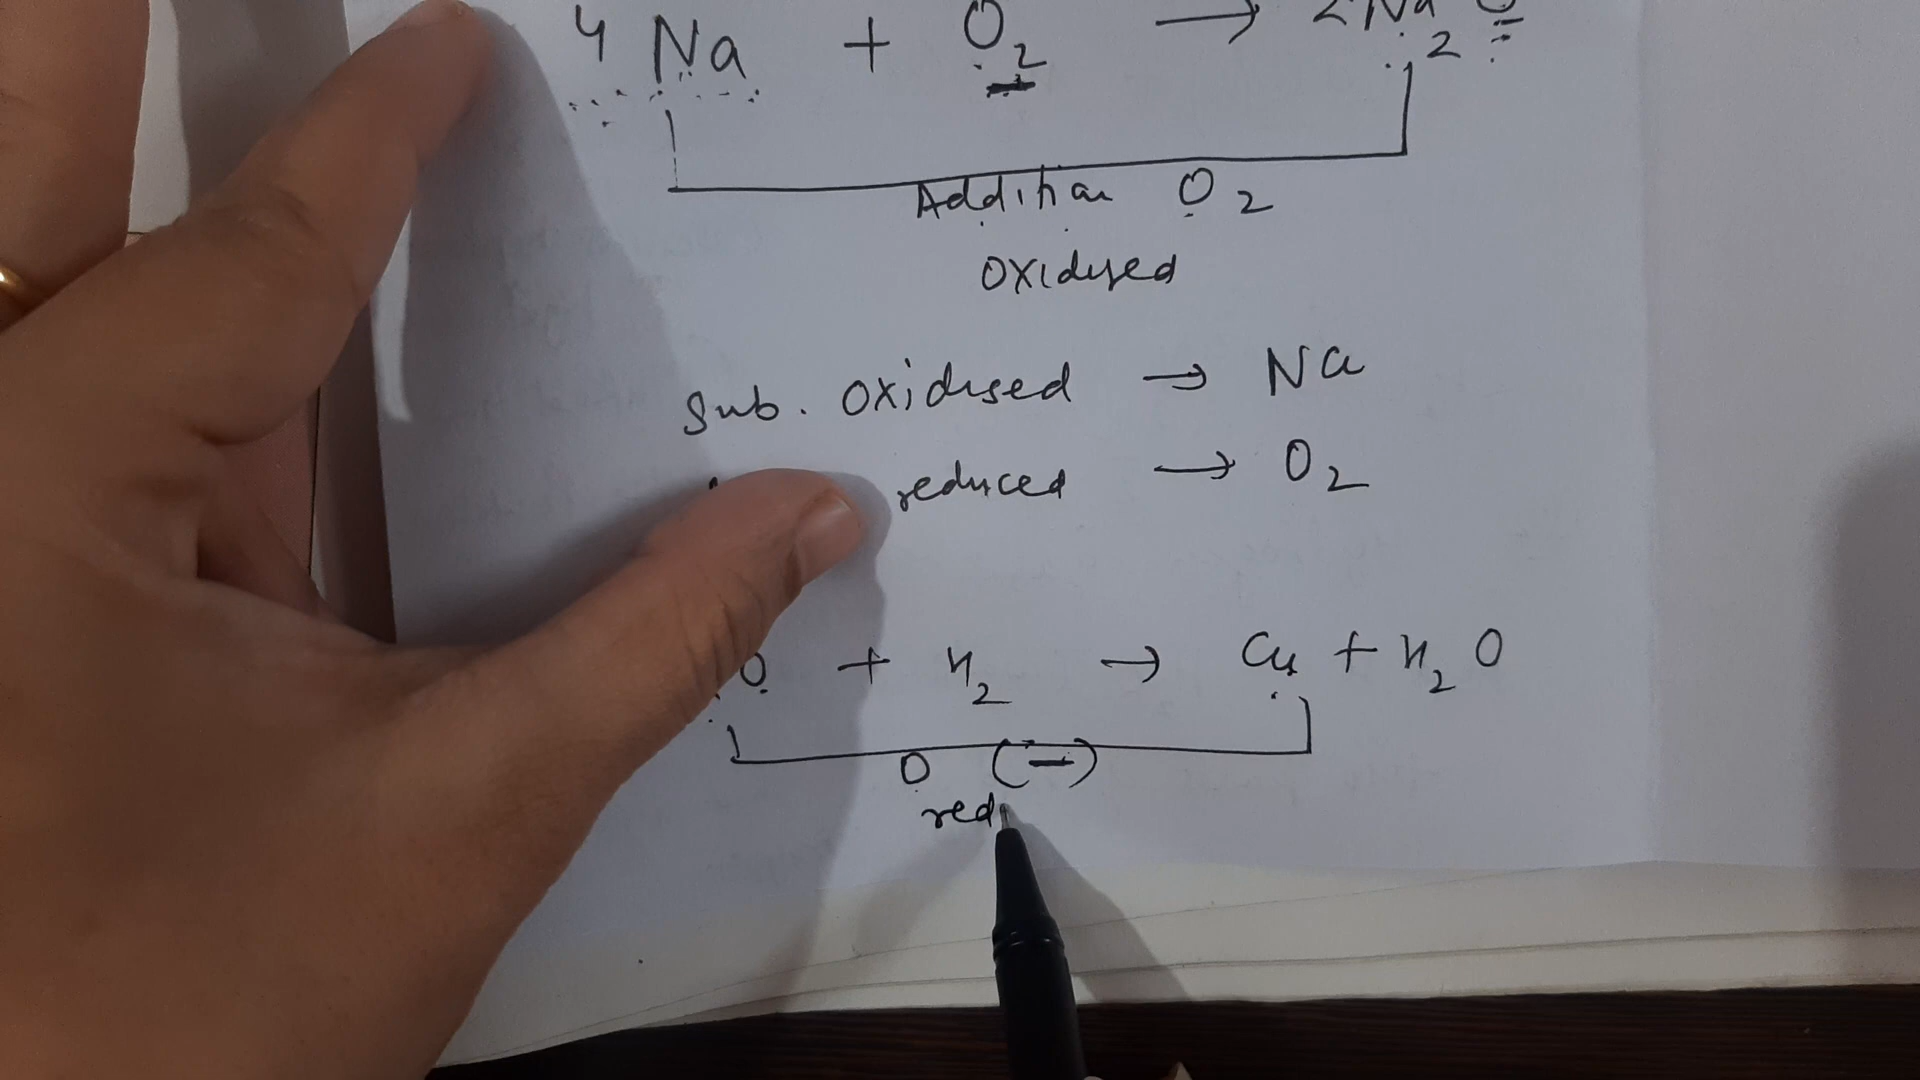 4 Na + O2 → 2Na2O
Addition O2
oxidised
Sub. oxidised → Na
reduced → O2
O + H2 → Cu + H2O
O (-)
red